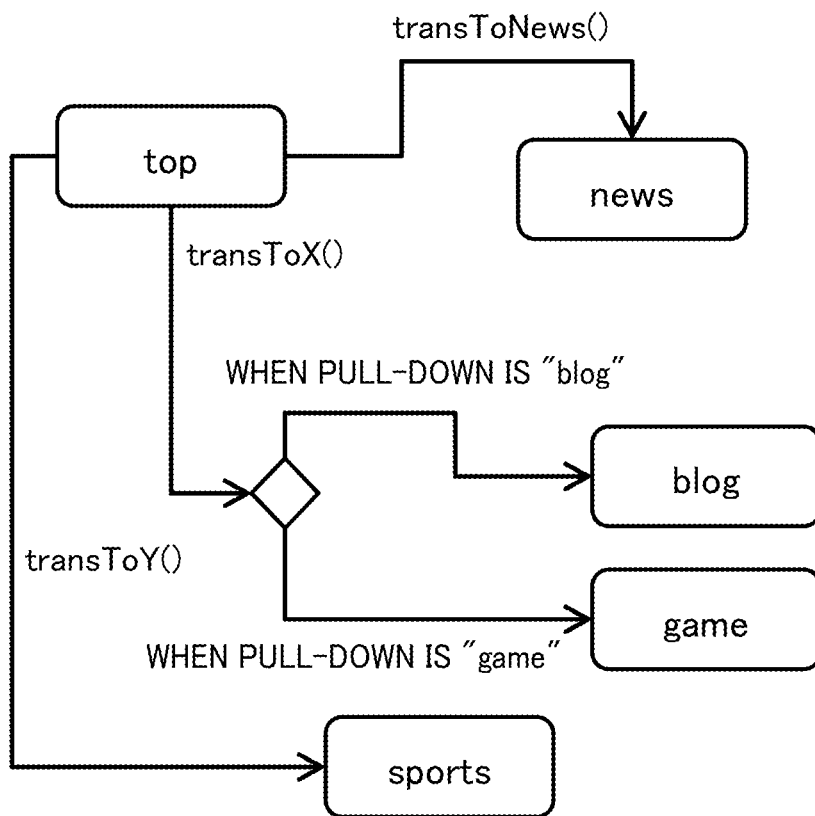 transToNews()
top
news
transToX()
WHEN PULL-DOWN IS "blog"
blog
transToY()
game
WHEN PULL-DOWN IS "game"
sports